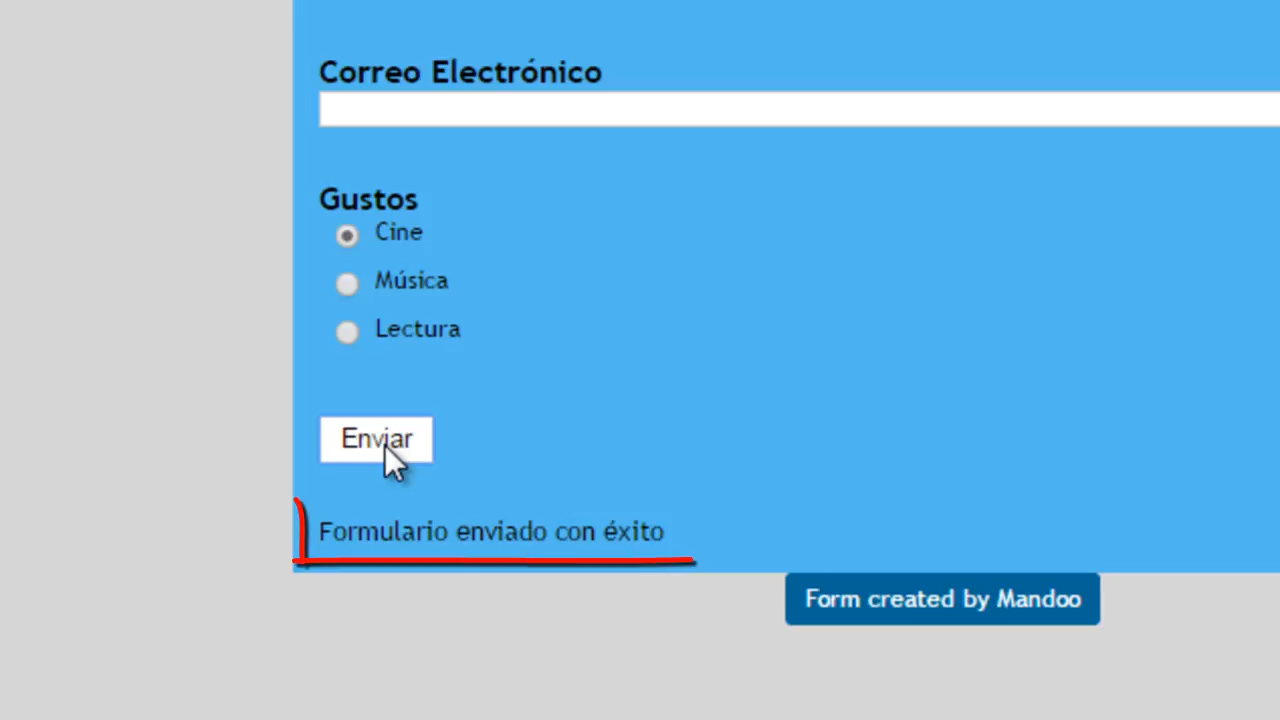 Correo Electrónico
Gustos
Cine
Música
Lectura
Enviar
Formulario enviado con éxito
Form created by Mandoo